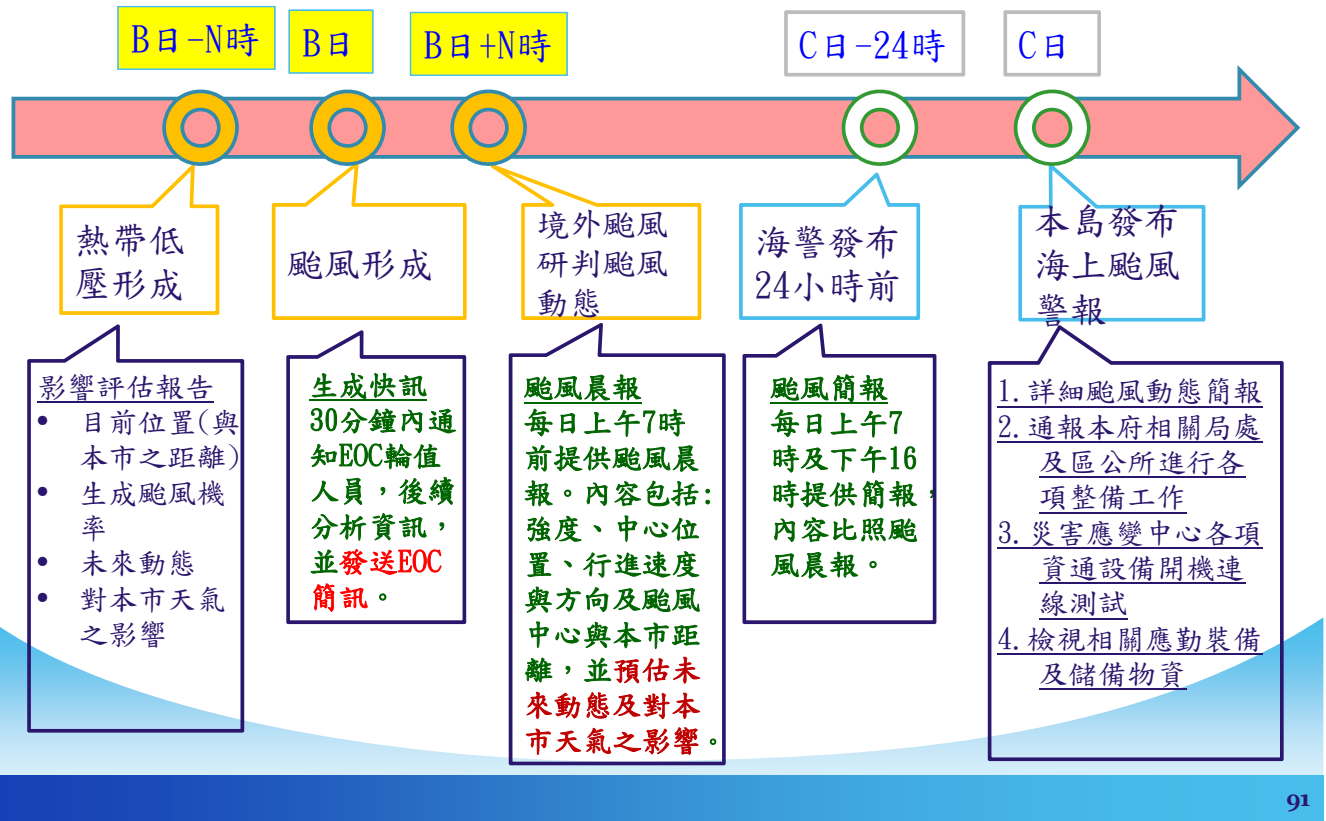 B日-N時
B日
B日+N時
C日-24時
C日
熱帶低
壓形成
颱風形成
境外颱風
研判颱風
動態
海警發布
24小時前
本島發布
海上颱風
警報
影響評估報告
• 目前位置(與
本市之距離)
• 生成颱風機
率
• 未來動態
• 對本市天氣
之影響
生成快訊
30分鐘內通
知EOC輪值
人員，後續
分析資訊，
並發送EOC
簡訊。
颱風晨報
每日上午7時
前提供颱風晨
報。內容包括:
強度、中心位
置、行進速度
與方向及颱風
中心與本市距
離，並預估未
來動態及對本
市天氣之影響。
颱風簡報
每日上午7
時及下午16
時提供簡報，
內容比照颱
風晨報。
1.詳細颱風動態簡報
2.通報本府相關局處
及區公所進行各
項整備工作
3.災害應變中心各項
資通設備開機連
線測試
4.檢視相關應勤裝備
及儲備物資
91